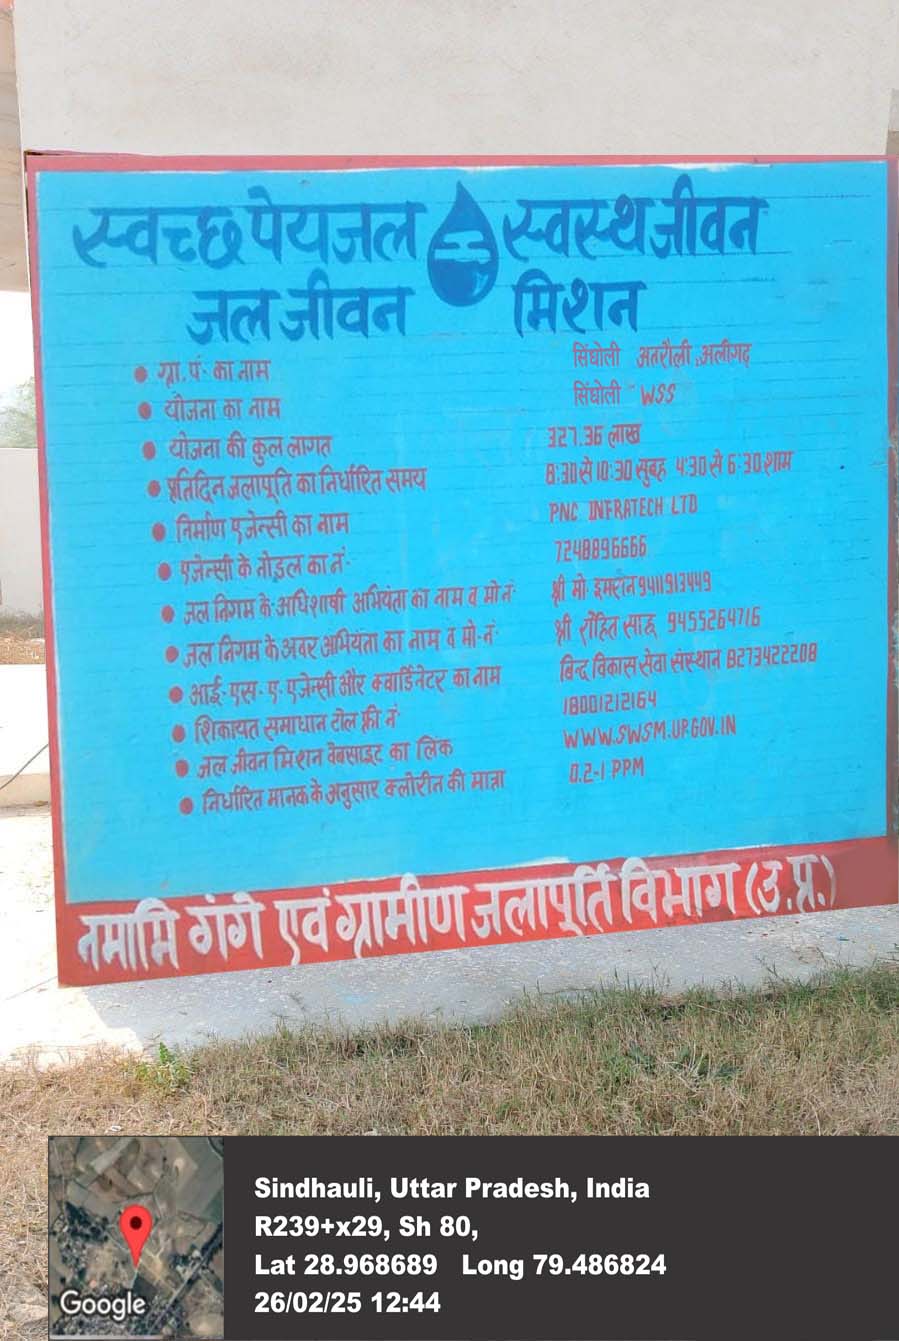 स्वच्छ पेयजल स्वस्थ जीवन
जल जीवन मिशन
ग्रा. पं. का नाम सिंघोली अतरौली अलीगढ़
योजना का नाम सिंघोली WSS
योजना की कुल लागत 327.36 लाख
प्रतिदिन जलापूति का निर्धारित समय 8:30 से 10:30 सुबह 4:30 से 6:30 शाम
निर्माण एजेन्सी का नाम PNC INFRATECH LTD
एजेन्सी के नोडल का नं. 7248896666
जल निगम के अधिशाषी अभियंता का नाम व मो नं. श्री मो. इमरान 9411913449
जल निगम के अवर अभियंता का नाम व मो. नं. श्री रोहित साहू 9455264716
आई. एस. ए. एजेन्सी और क्वार्डिनेटर का नाम बिन्द विकास सेवा संस्थान 8273422208
शिकायत समाधान टोल फ्री नं 18001212164
जल जीवन मिशन वेबसाइट का लिंक WWW.SWSM.UP.GOV.IN
निर्धारित मानक के अनुसार क्लोरीन की मात्रा 0.2-1 PPM
नमामि गंगे एवं ग्रामीण जलापूर्ति विभाग (उ.प्र.)
Sindhauli, Uttar Pradesh, India
R239+x29, Sh 80,
Lat 28.968689 Long 79.486824
26/02/25 12:44
Google